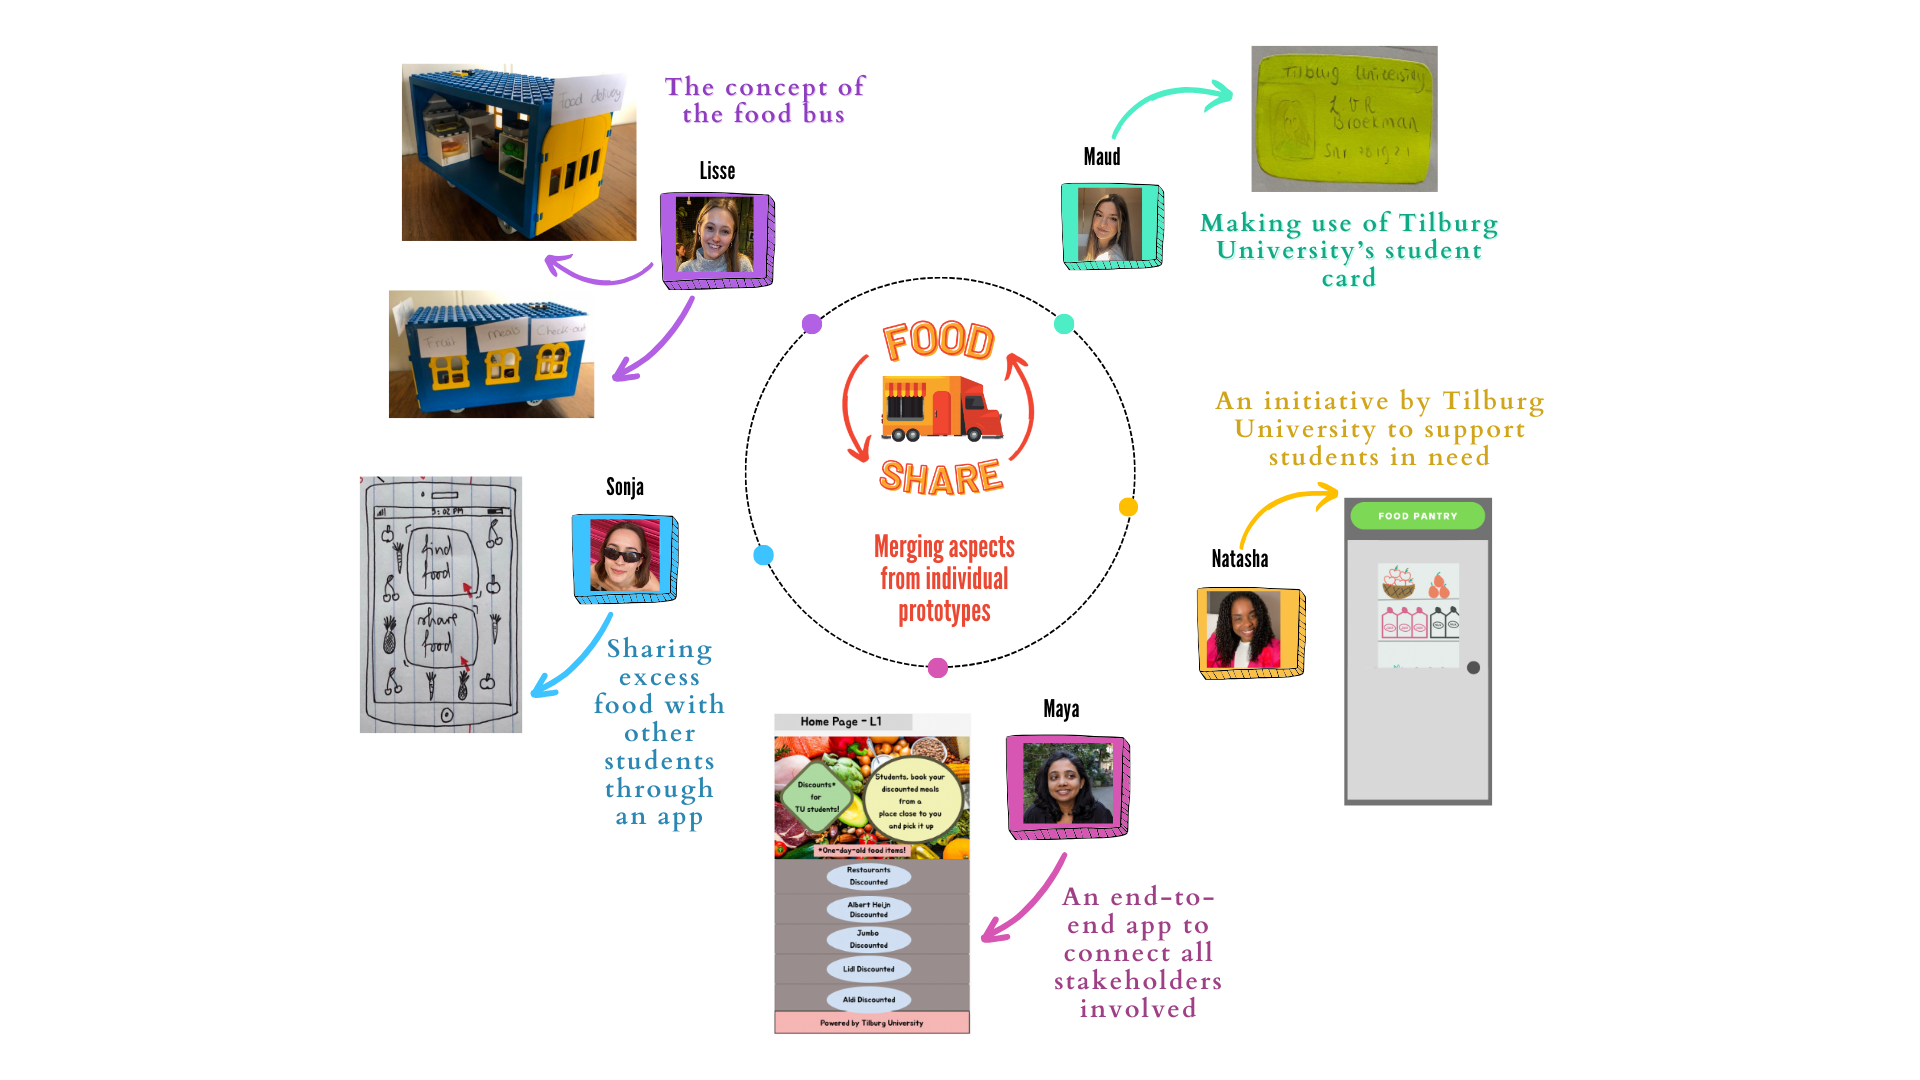 The concept of
the food bus
Food delivery
Lisse
Fruit
meals
Check-out
Maud
Tilburg University
Broekman
Making use of Tilburg
University's student
card
FOOD
SHARE
Merging aspects
from individual
prototypes
An initiative by Tilburg
University to support
students in need
Natasha
FOOD PANTRY
Sonja
find
food
share
food
Sharing
excess
food with
other
students
through
an app
Maya
Home Page - L1
Discounts*
for
TU students!
Students, book your
discounted meals
from a
place close to you
and pick it up
*One-day-old food items!
Restaurants
Discounted
Albert Heijn
Discounted
Jumbo
Discounted
Lidl Discounted
Aldi Discounted
Powered by Tilburg University
An end-to-
end app to
connect all
stakeholders
involved